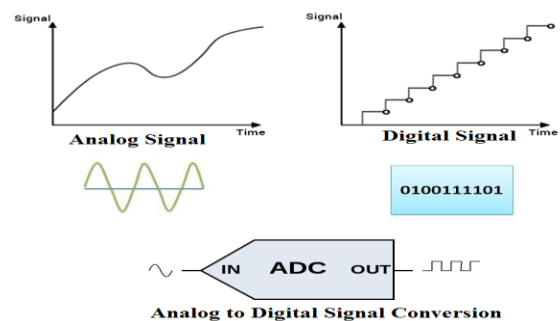 Signal
Time
Analog Signal
Signal
Time
Digital Signal
0100111101
IN ADC OUT
Analog to Digital Signal Conversion